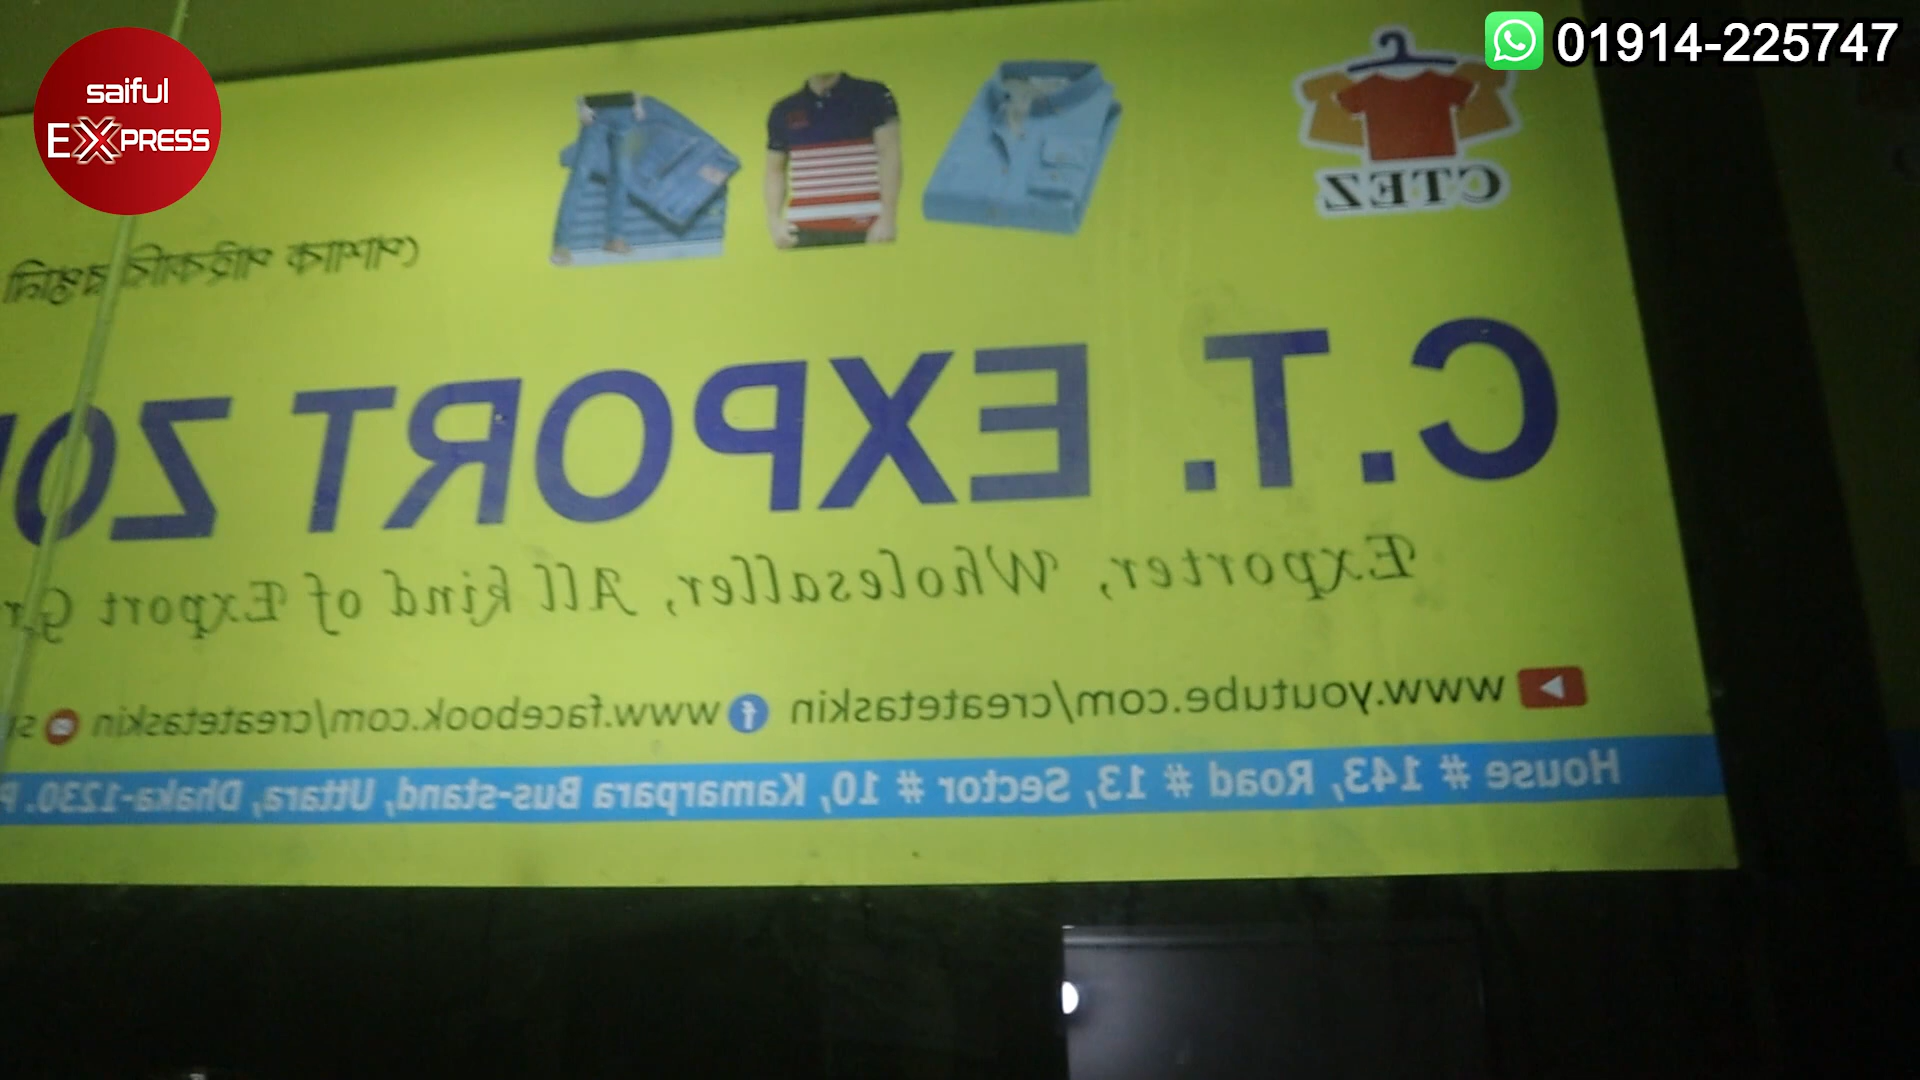 saiful
EXPRESS
01914-225747
CTEZ
পোশাক পাইকারি
C.T. EXPORT
Exporter, Wholesaller, All kind of Export
www.youtube.com/createtaskin www.facebook.com/createtaskin
House # 143, Road # 13, Sector # 10, Kamarpara Bus-stand, Uttara, Dhaka-1230.